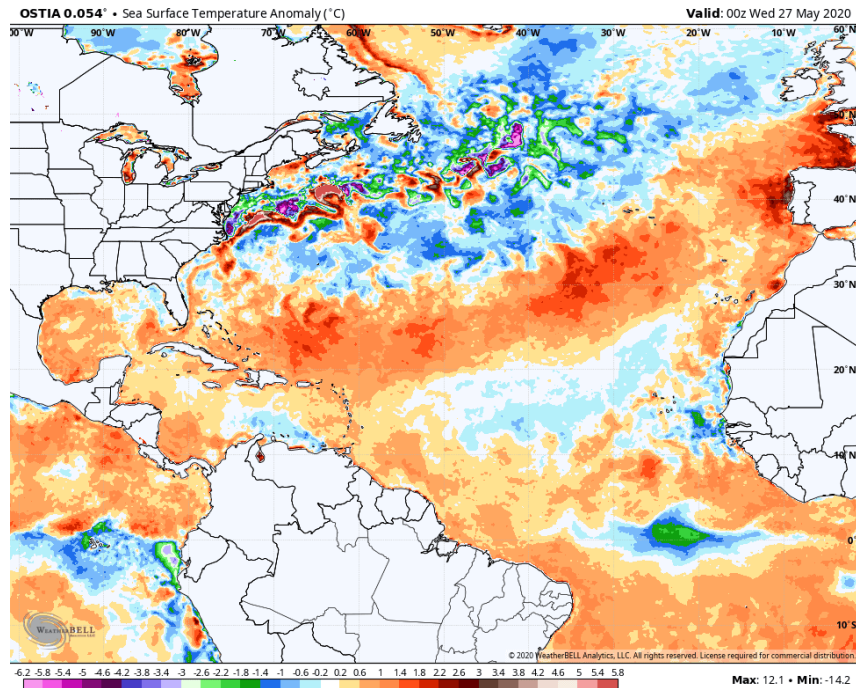 OSTIA 0.054° • Sea Surface Temperature Anomaly (°C)
Valid: 00z Wed 27 May 2020
00°W 90°W 80°W 70°W 60°W 50°W 40°W 30°W 20°W 10°W 60°N
50°N
40°N
30°N
20°N
10°N
0°
10°S
WEATHERBELL
© 2020 WeatherBELL Analytics, LLC. All rights reserved. License required for commercial distribution.
-6.2 -5.8 -5.4 -5 -4.6 -4.2 -3.8 -3.4 -3 -2.6 -2.2 -1.8 -1.4 -1 -0.6 -0.2 0.2 0.6 1 1.4 1.8 2.2 2.6 3 3.4 3.8 4.2 4.6 5 5.4 5.8
Max: 12.1 • Min: -14.2